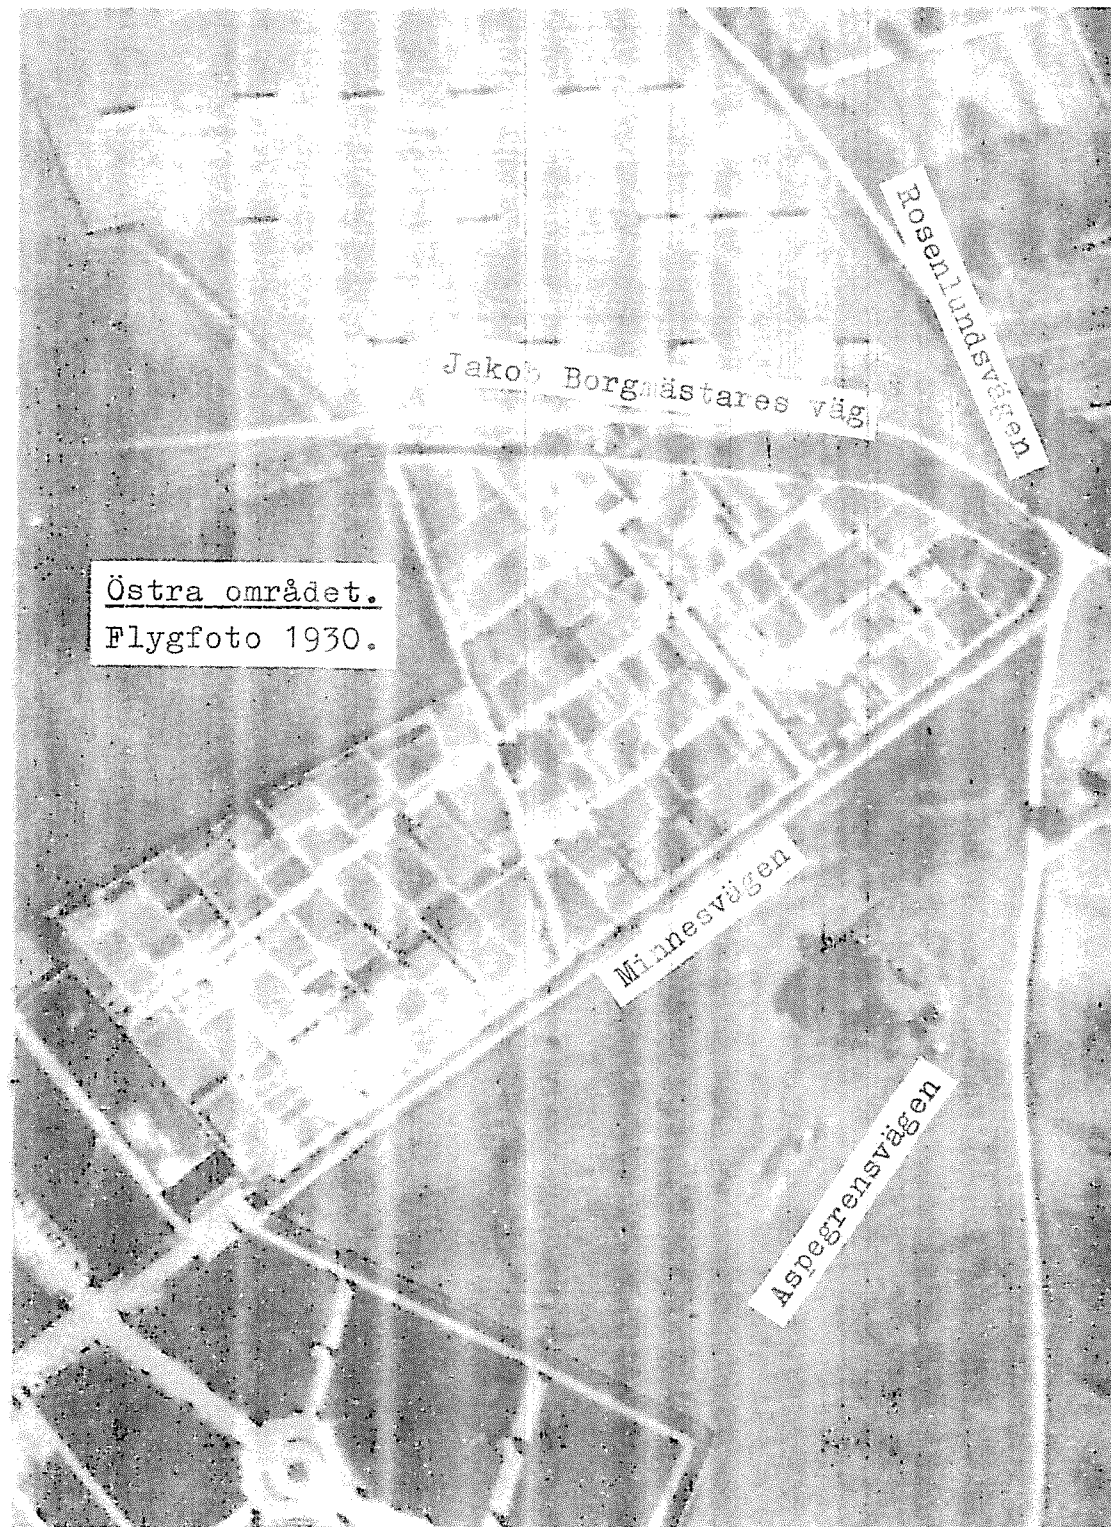 Rosenlundsvägen
Jakob Borgmästares väg
Östra området.
Flygfoto 1930.
Minnesvägen
Aspegrensvägen